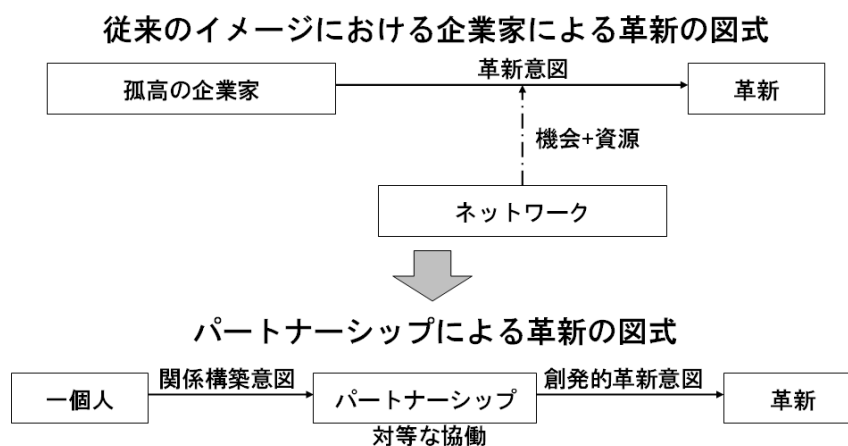 従来のイメージにおける企業家による革新の図式
孤高の企業家
革新意図
革新
機会+資源
ネットワーク
パートナーシップによる革新の図式
一個人
関係構築意図
パートナーシップ
創発的革新意図
革新
対等な協働